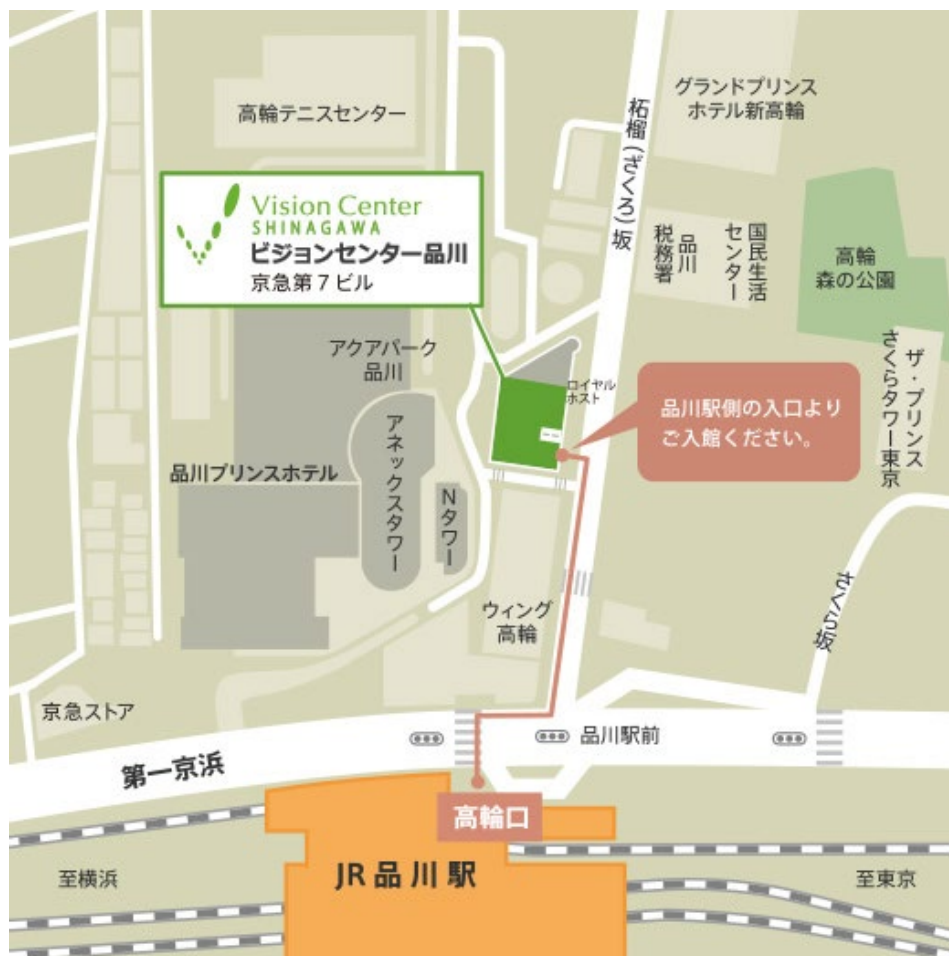 グランドプリンス
ホテル新高輪
高輪テニスセンター
柘榴(ざくろ)坂
Vision Center
SHINAGAWA
ビジョンセンター品川
京急第7ビル
品川
税務署
国民生活
センター
高輪
森の公園
アクアパーク
品川
ロイヤル
ホスト
ザ・プリンス
さくらタワー東京
品川駅側の入口より
ご入館ください。
品川プリンスホテル
アネックスタワー
Nタワー
ウィング
高輪
さくら坂
京急ストア
品川駅前
第一京浜
高輪口
JR品川駅
至横浜
至東京